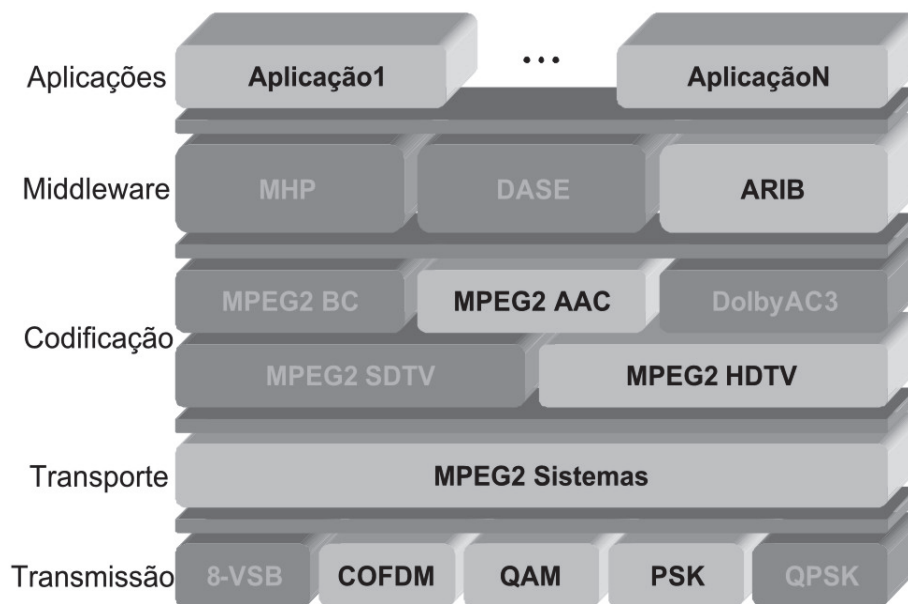 Aplicações Aplicação1 ... AplicaçãoN
Middleware MHP DASE ARIB
MPEG2 BC MPEG2 AAC DolbyAC3
Codificação
MPEG2 SDTV MPEG2 HDTV
Transporte MPEG2 Sistemas
Transmissão 8-VSB COFDM QAM PSK QPSK